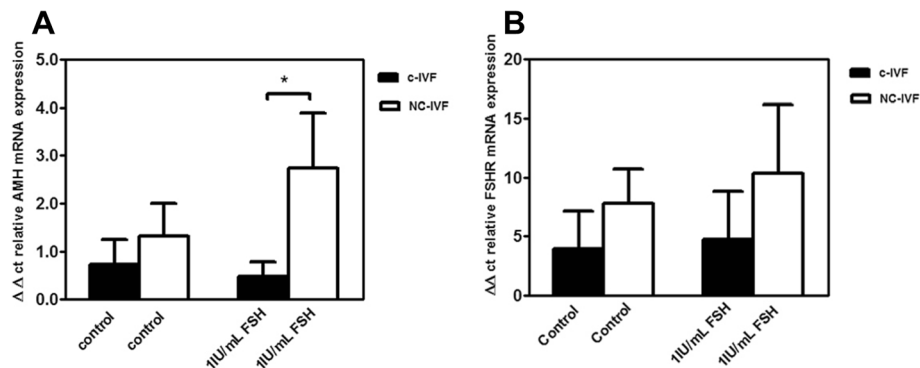 A
Δ Δ ct relative AMH mRNA expression
5.0
4.0
3.0
2.0
1.0
0.0
*
c-IVF
NC-IVF
control
control
1IU/mL FSH
1IU/mL FSH
B
ΔΔ ct relative FSHR mRNA expression
20
15
10
5
0
c-IVF
NC-IVF
Control
Control
1IU/mL FSH
1IU/mL FSH